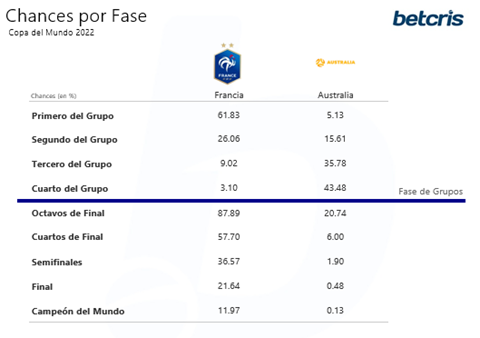 Chances por Fase
Copa del Mundo 2022
betcris
FRANCE
AUSTRALIA
Chances (en %) Francia Australia
Primero del Grupo 61.83 5.13
Segundo del Grupo 26.06 15.61
Tercero del Grupo 9.02 35.78
Cuarto del Grupo 3.10 43.48
Fase de Grupos
Octavos de Final 87.89 20.74
Cuartos de Final 57.70 6.00
Semifinales 36.57 1.90
Final 21.64 0.48
Campeón del Mundo 11.97 0.13